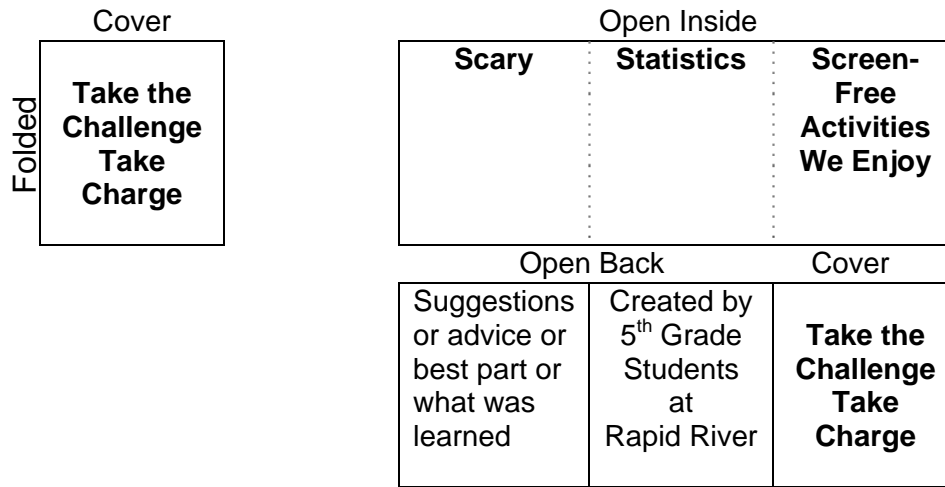 Cover
Folded
Take the
Challenge
Take
Charge
Open Inside
Scary
Statistics
Screen-
Free
Activities
We Enjoy
Open Back
Cover
Suggestions
or advice or
best part or
what was
learned
Created by
5th Grade
Students
at
Rapid River
Take the
Challenge
Take
Charge